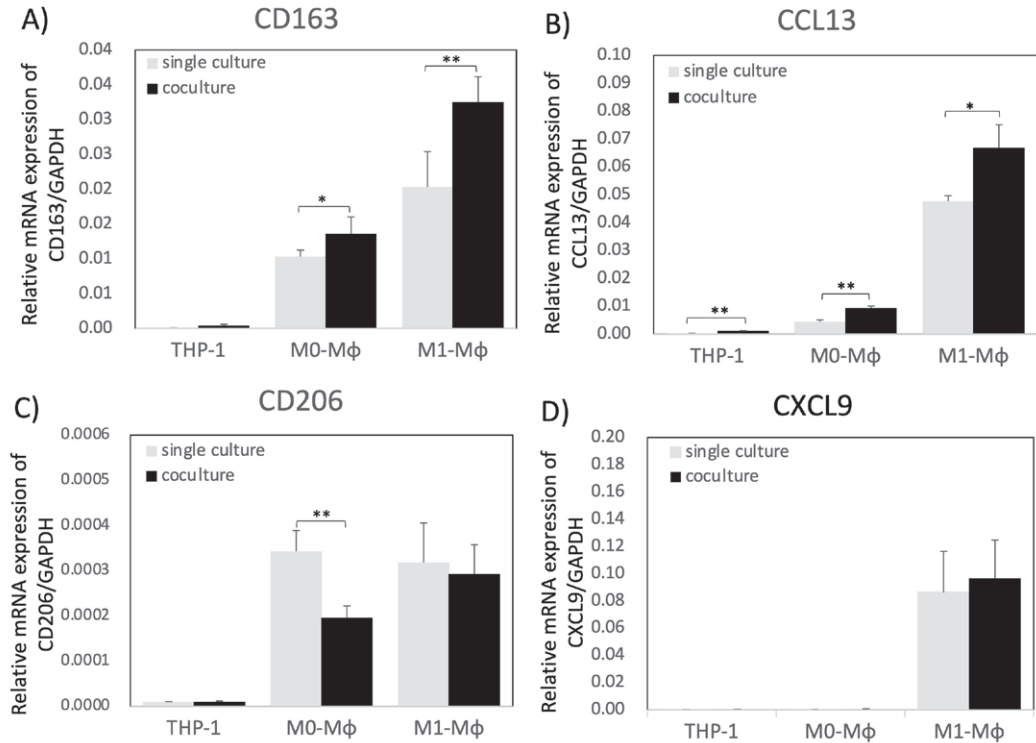 A)
CD163
Relative mRNA expression of
CD163/GAPDH
0.04
0.04
0.03
0.03
0.02
0.02
0.01
0.01
0.00
single culture
coculture
*
**
THP-1 M0-Mφ M1-Mφ
B)
CCL13
Relative mRNA expression of
CCL13/GAPDH
0.10
0.09
0.08
0.07
0.06
0.05
0.04
0.03
0.02
0.01
0.00
single culture
coculture
**
**
*
THP-1 M0-Mφ M1-Mφ
C)
CD206
Relative mRNA expression of
CD206/GAPDH
0.0006
0.0005
0.0004
0.0003
0.0002
0.0001
0.0000
single culture
coculture
**
THP-1 M0-Mφ M1-Mφ
D)
CXCL9
Relative mRNA expression of
CXCL9/GAPDH
0.20
0.18
0.16
0.14
0.12
0.10
0.08
0.06
0.04
0.02
0.00
single culture
coculture
THP-1 M0-Mφ M1-Mφ